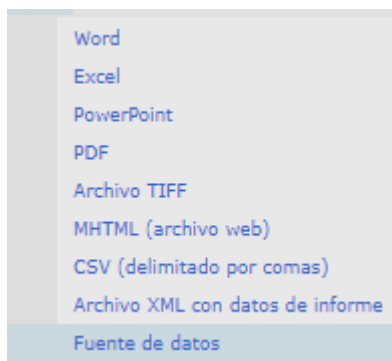 Word
Excel
PowerPoint
PDF
Archivo TIFF
MHTML (archivo web)
CSV (delimitado por comas)
Archivo XML con datos de informe
Fuente de datos